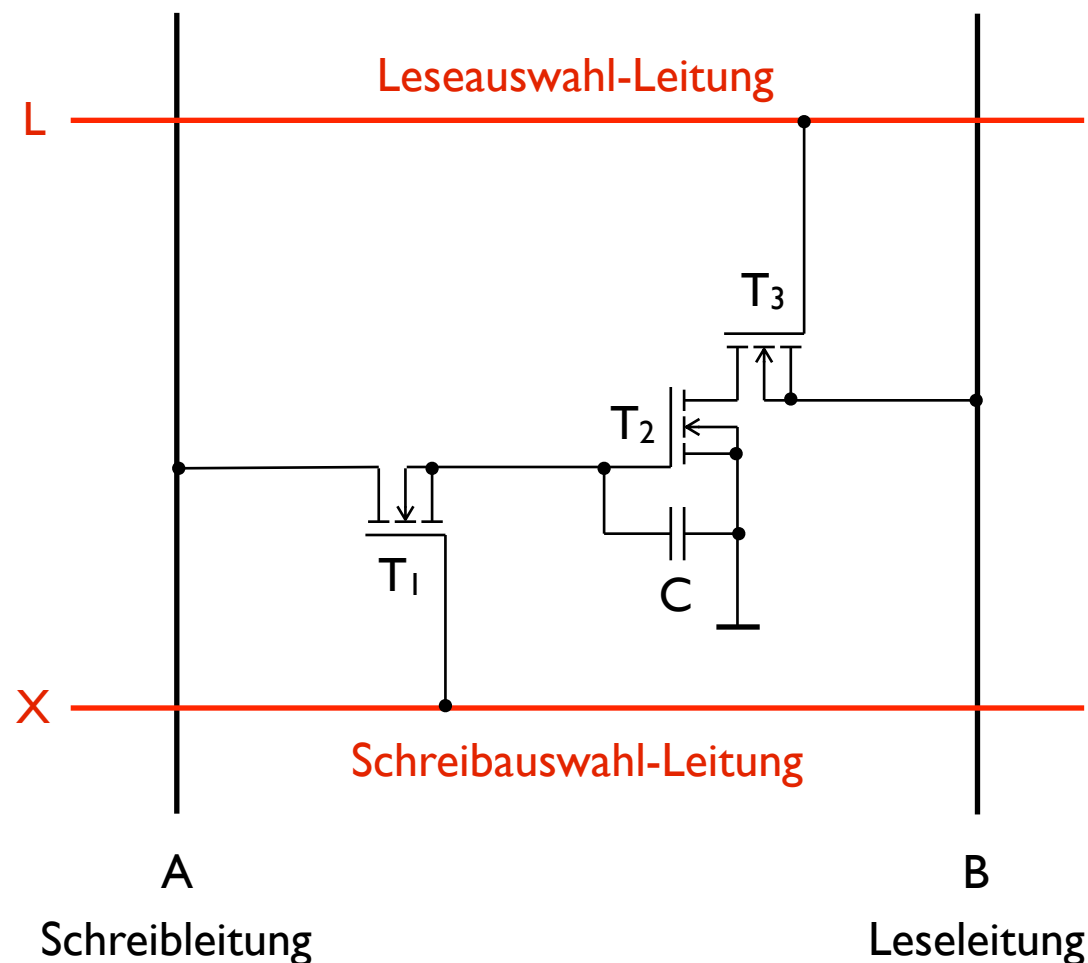 Leseauswahl-Leitung
L
T3
T2
T1
C
X
Schreibauswahl-Leitung
A B
Schreibleitung Leseleitung